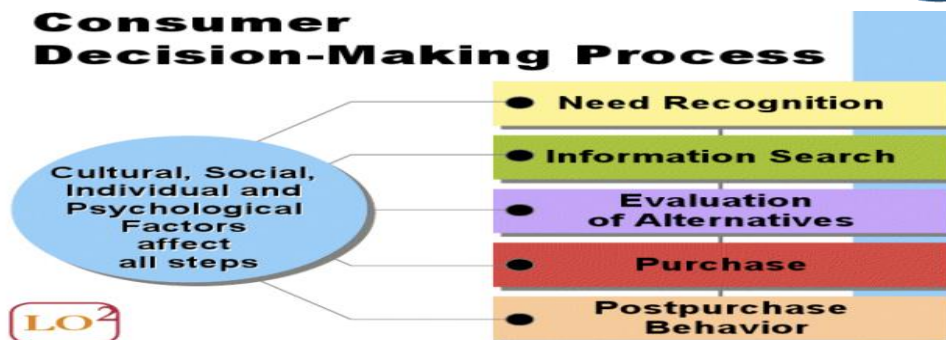 Consumer
Decision-Making Process
Need Recognition
Information Search
Evaluation
of Alternatives
Purchase
Postpurchase
Behavior
Cultural, Social,
Individual and
Psychological
Factors
affect
all steps
LO2